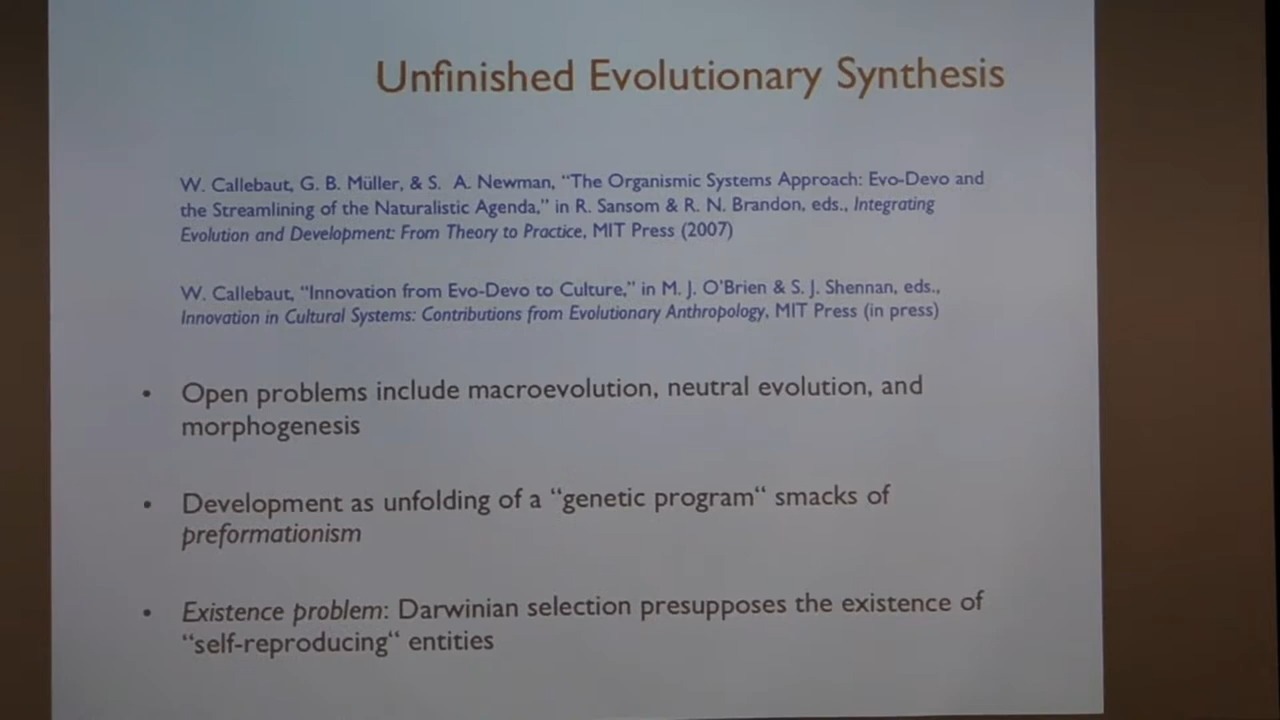 Unfinished Evolutionary Synthesis
W. Callebaut, G. B. Müller, & S. A. Newman, “The Organismic Systems Approach: Evo-Devo and
the Streamlining of the Naturalistic Agenda,” in R. Sansom & R. N. Brandon, eds., Integrating
Evolution and Development: From Theory to Practice, MIT Press (2007)
W. Callebaut, “Innovation from Evo-Devo to Culture,” in M. J. O’Brien & S. J. Shennan, eds.,
Innovation in Cultural Systems: Contributions from Evolutionary Anthropology, MIT Press (in press)
• Open problems include macroevolution, neutral evolution, and
morphogenesis
• Development as unfolding of a “genetic program“ smacks of
preformationism
• Existence problem: Darwinian selection presupposes the existence of
“self-reproducing“ entities